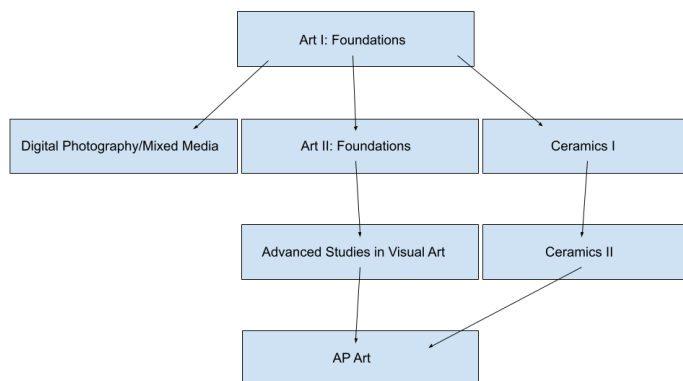 Art I: Foundations
Digital Photography/Mixed Media
Art II: Foundations
Ceramics I
Advanced Studies in Visual Art
Ceramics II
AP Art